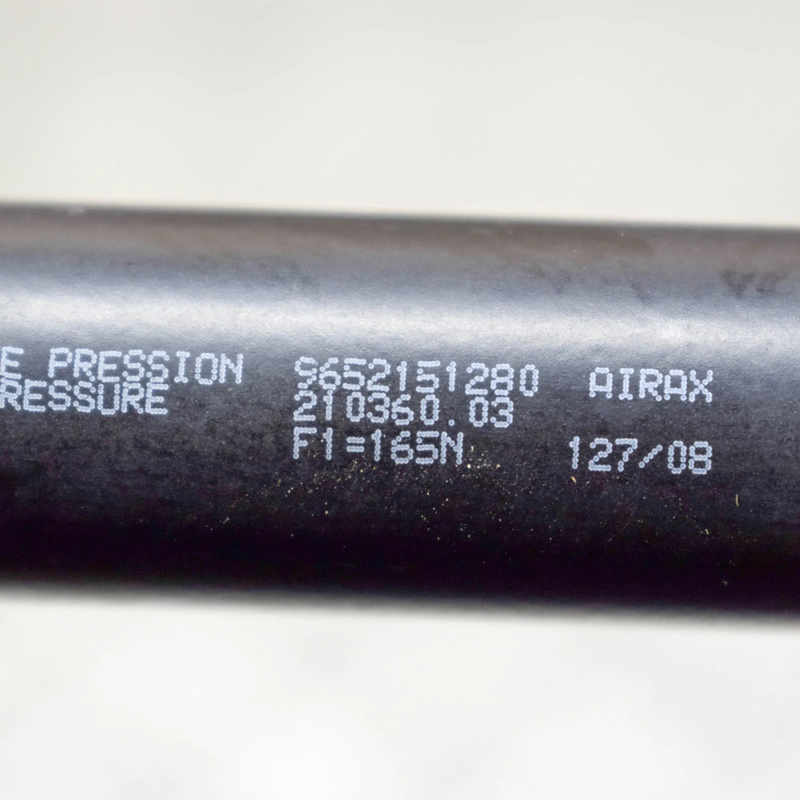 E PRESSION 9652151280 AIRAX
RESSURE 210360.03
F1=165N 127/08